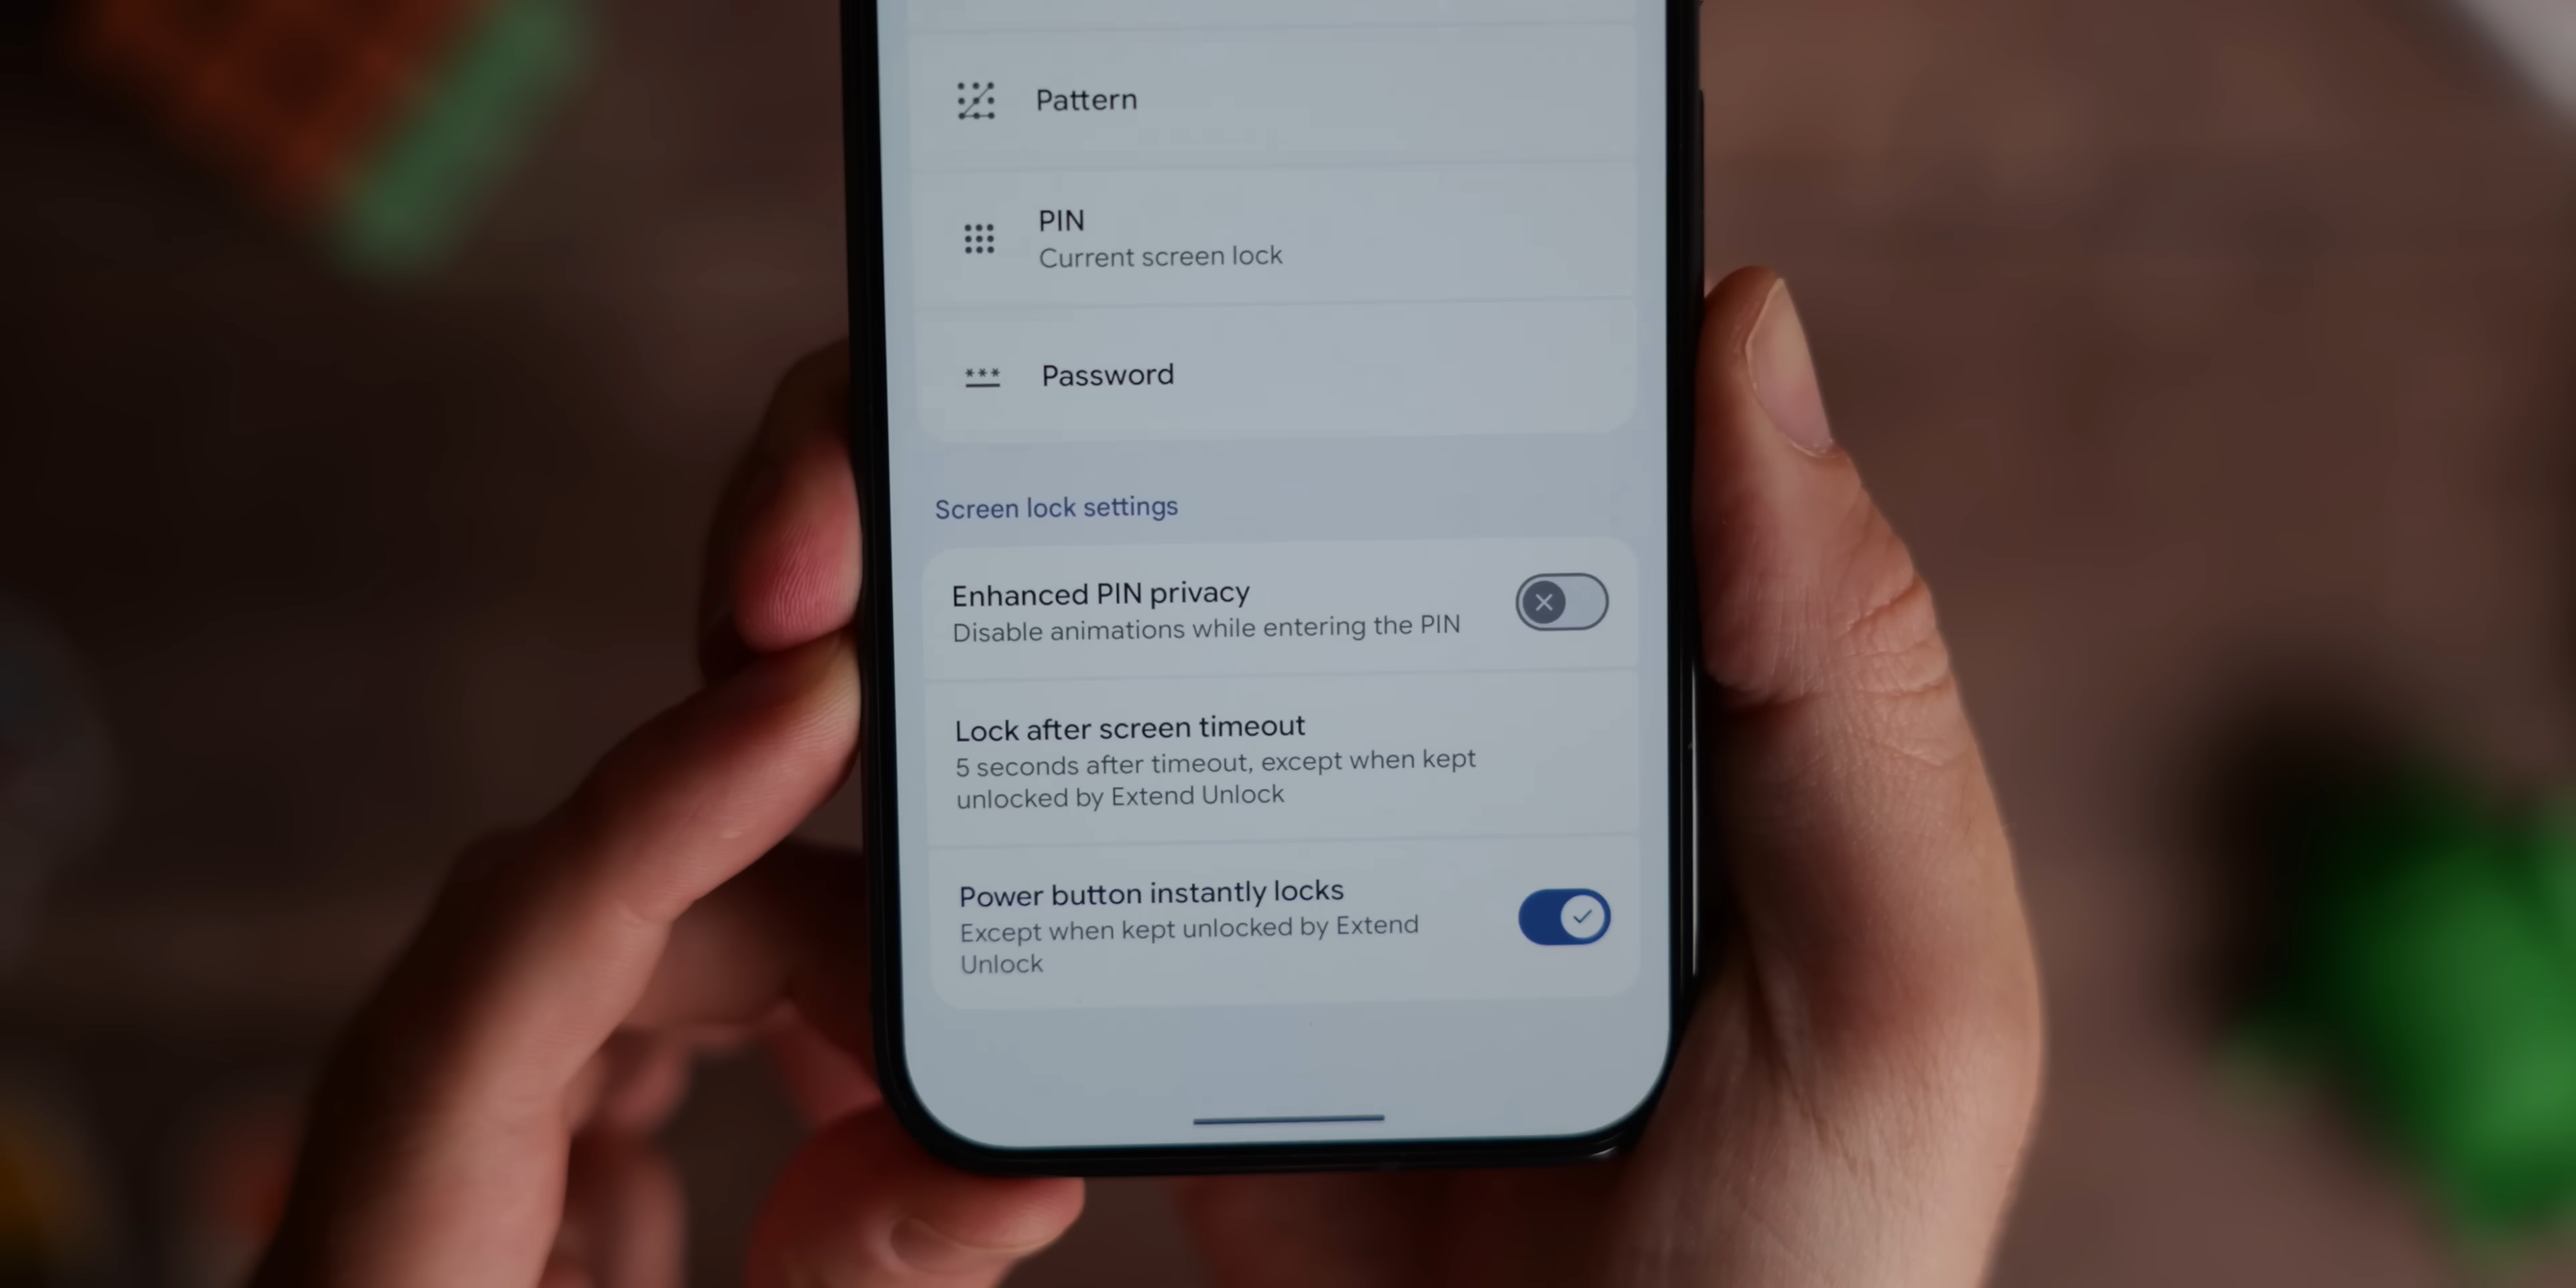 Pattern
PIN
Current screen lock
Password
Screen lock settings
Enhanced PIN privacy
Disable animations while entering the PIN
Lock after screen timeout
5 seconds after timeout, except when kept
unlocked by Extend Unlock
Power button instantly locks
Except when kept unlocked by Extend
Unlock